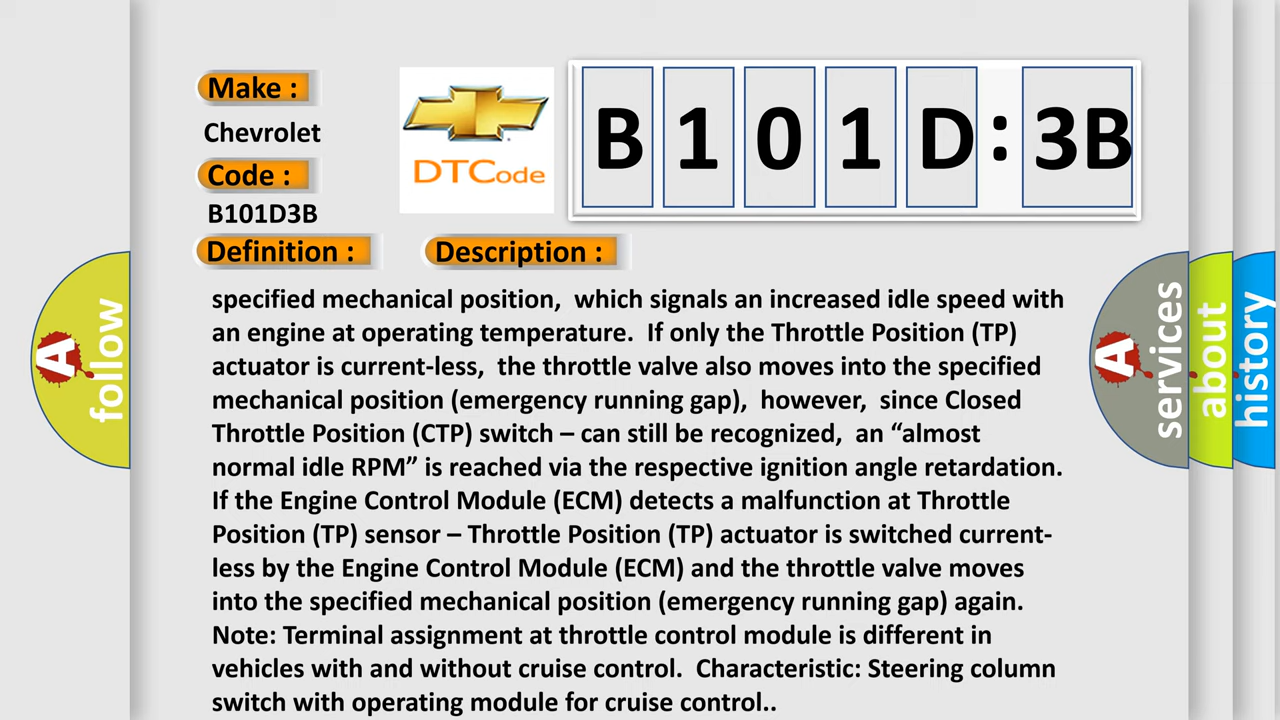 Make :
Chevrolet
Code :
B101D3B
DTCode
B 1 0 1 D : 3B
Definition :
Description :
specified mechanical position, which signals an increased idle speed with
an engine at operating temperature. If only the Throttle Position (TP)
actuator is current-less, the throttle valve also moves into the specified
mechanical position (emergency running gap), however, since Closed
Throttle Position (CTP) switch – can still be recognized, an “almost
normal idle RPM” is reached via the respective ignition angle retardation.
If the Engine Control Module (ECM) detects a malfunction at Throttle
Position (TP) sensor – Throttle Position (TP) actuator is switched current-
less by the Engine Control Module (ECM) and the throttle valve moves
into the specified mechanical position (emergency running gap) again.
Note: Terminal assignment at throttle control module is different in
vehicles with and without cruise control. Characteristic: Steering column
switch with operating module for cruise control..
A
follow
A
services
about
history